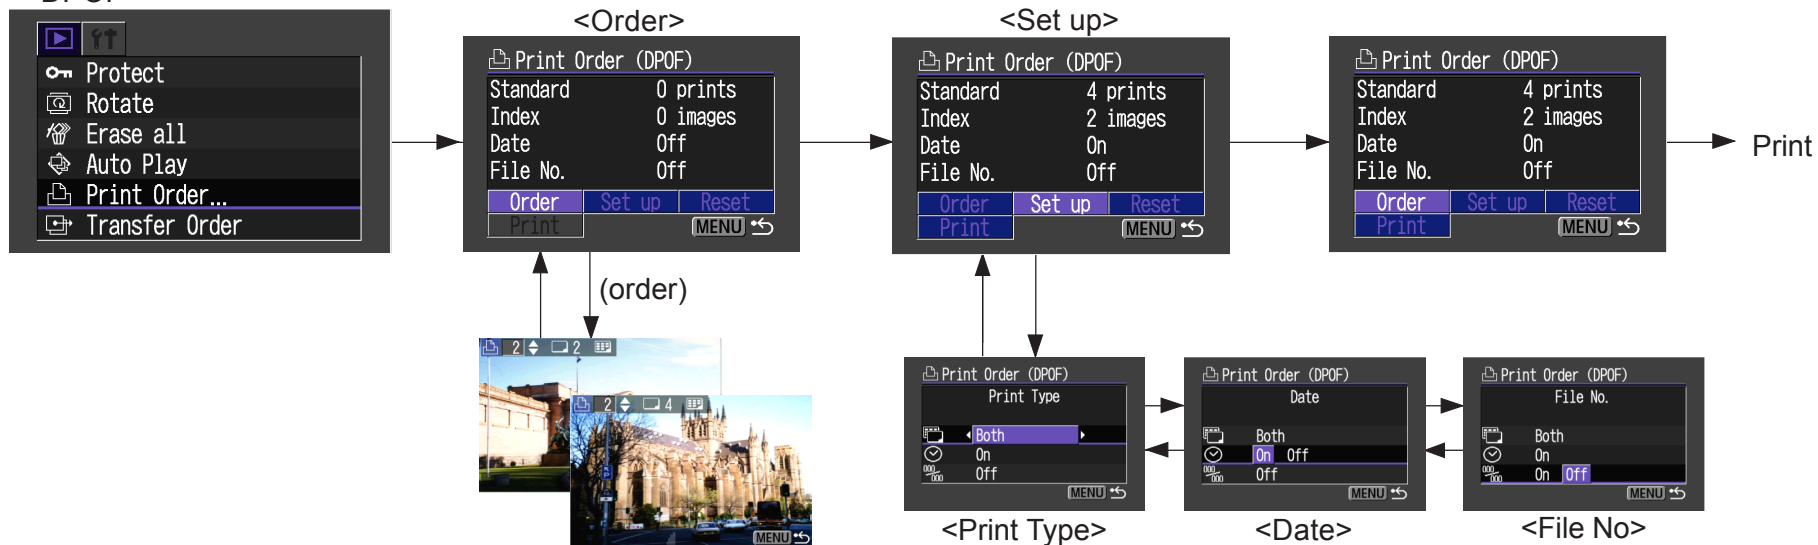 <Order>
<Set up>
Protect
Rotate
Erase all
Auto Play
Print Order...
Transfer Order
Print Order (DPOF)
Standard 0 prints
Index 0 images
Date Off
File No. Off
Order Set up Reset
Print MENU
Print Order (DPOF)
Standard 4 prints
Index 2 images
Date On
File No. Off
Order Set up Reset
Print MENU
Print Order (DPOF)
Standard 4 prints
Index 2 images
Date On
File No. Off
Order Set up Reset
Print MENU
Print
(order)
2 2
2 4
P
MENU
Print Order (DPOF)
Print Type
Both
On
Off
MENU
<Print Type>
Print Order (DPOF)
Date
Both
On Off
Off
MENU
<Date>
Print Order (DPOF)
File No.
Both
On
On Off
MENU
<File No>